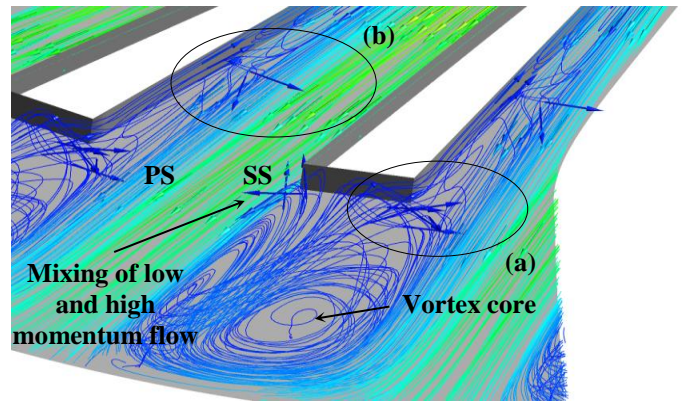 (b)
PS
SS
(a)
Mixing of low
and high
momentum flow
Vortex core